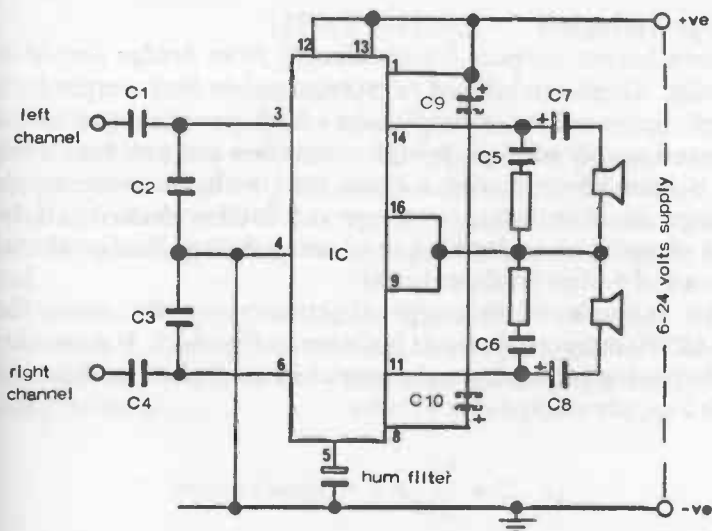 +ve
12
13
1
C1
C9
+
C7
+
left
channel
3
14
C5
C2
16
4
IC
9
6–24 volts supply
C3
C6
right
channel
C4
6
11
C10
+
+
C8
8
5
hum filter
-ve